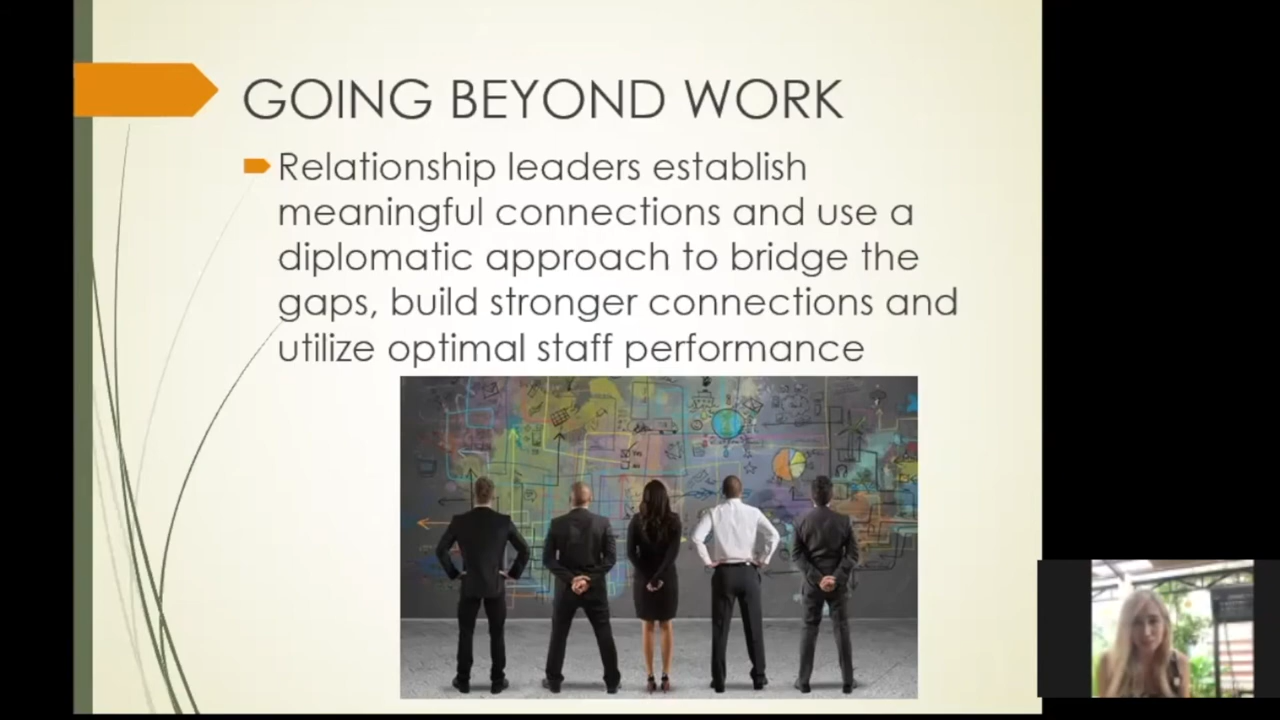 GOING BEYOND WORK
Relationship leaders establish
meaningful connections and use a
diplomatic approach to bridge the
gaps, build stronger connections and
utilize optimal staff performance